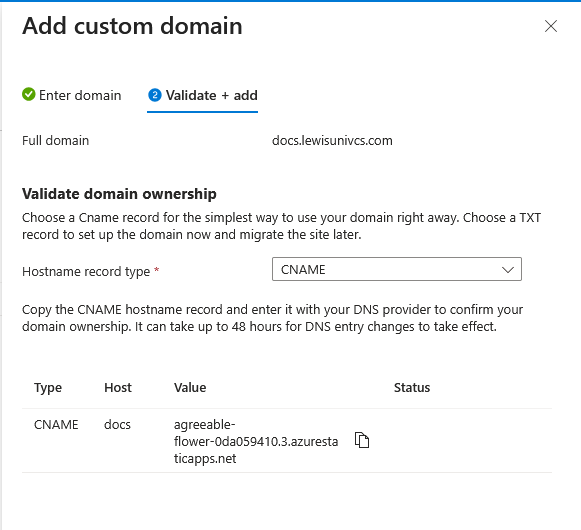 Add custom domain
Enter domain
2 Validate + add
Full domain docs.lewisunivcs.com
Validate domain ownership
Choose a Cname record for the simplest way to use your domain right away. Choose a TXT
record to set up the domain now and migrate the site later.
Hostname record type * CNAME
Copy the CNAME hostname record and enter it with your DNS provider to confirm your
domain ownership. It can take up to 48 hours for DNS entry changes to take effect.
Type Host Value Status
CNAME docs agreeable-
flower-0da059410.3.azuresta
ticapps.net